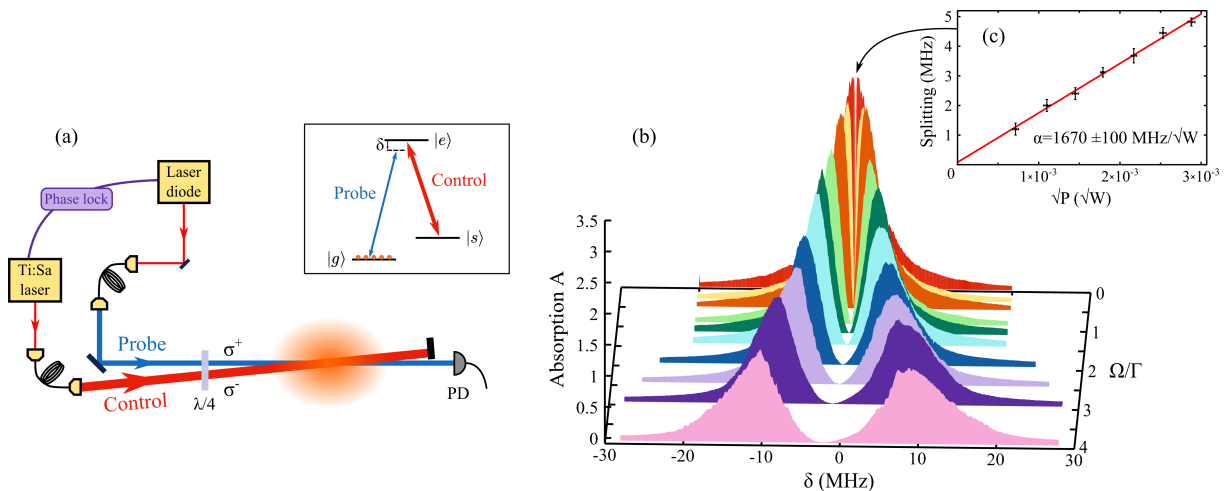 (a)
Laser
diode
Phase lock
Ti:Sa
laser
Probe
Control
σ⁺
σ⁻
λ/4
PD
δ
|e⟩
Probe
Control
|s⟩
|g⟩
(b)
Absorption A
3.5
3
2.5
2
1.5
1
0.5
0
-30
-20
-10
0
10
20
30
δ (MHz)
0
1
2
3
4
Ω/Γ
(c)
Splitting (MHz)
5
4
3
2
1
α=1670 ±100 MHz/√W
0
1×10⁻³
2×10⁻³
3×10⁻³
√P (√W)